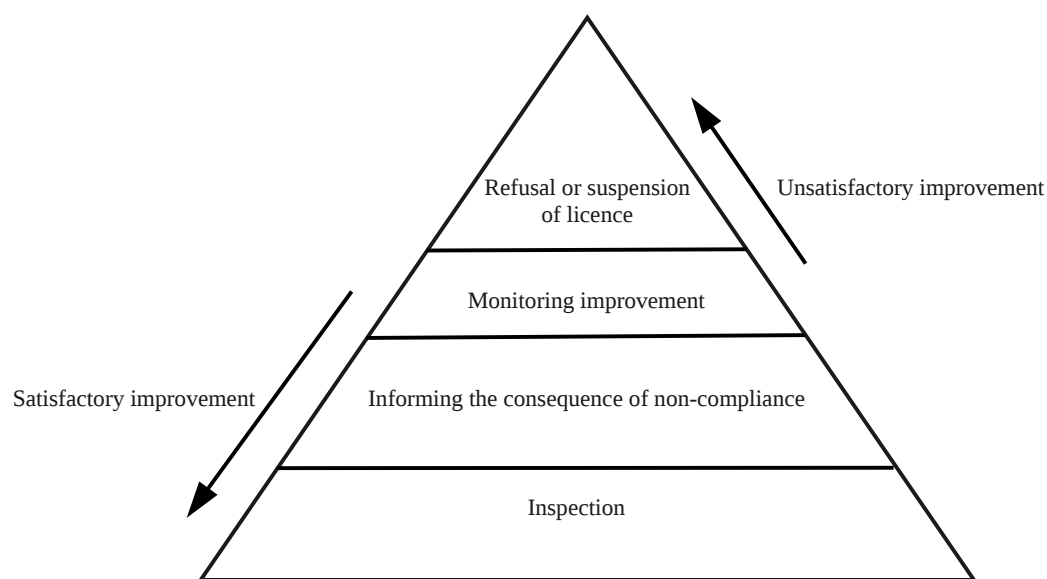 Refusal or suspension
of licence
Unsatisfactory improvement
Monitoring improvement
Satisfactory improvement
Informing the consequence of non-compliance
Inspection